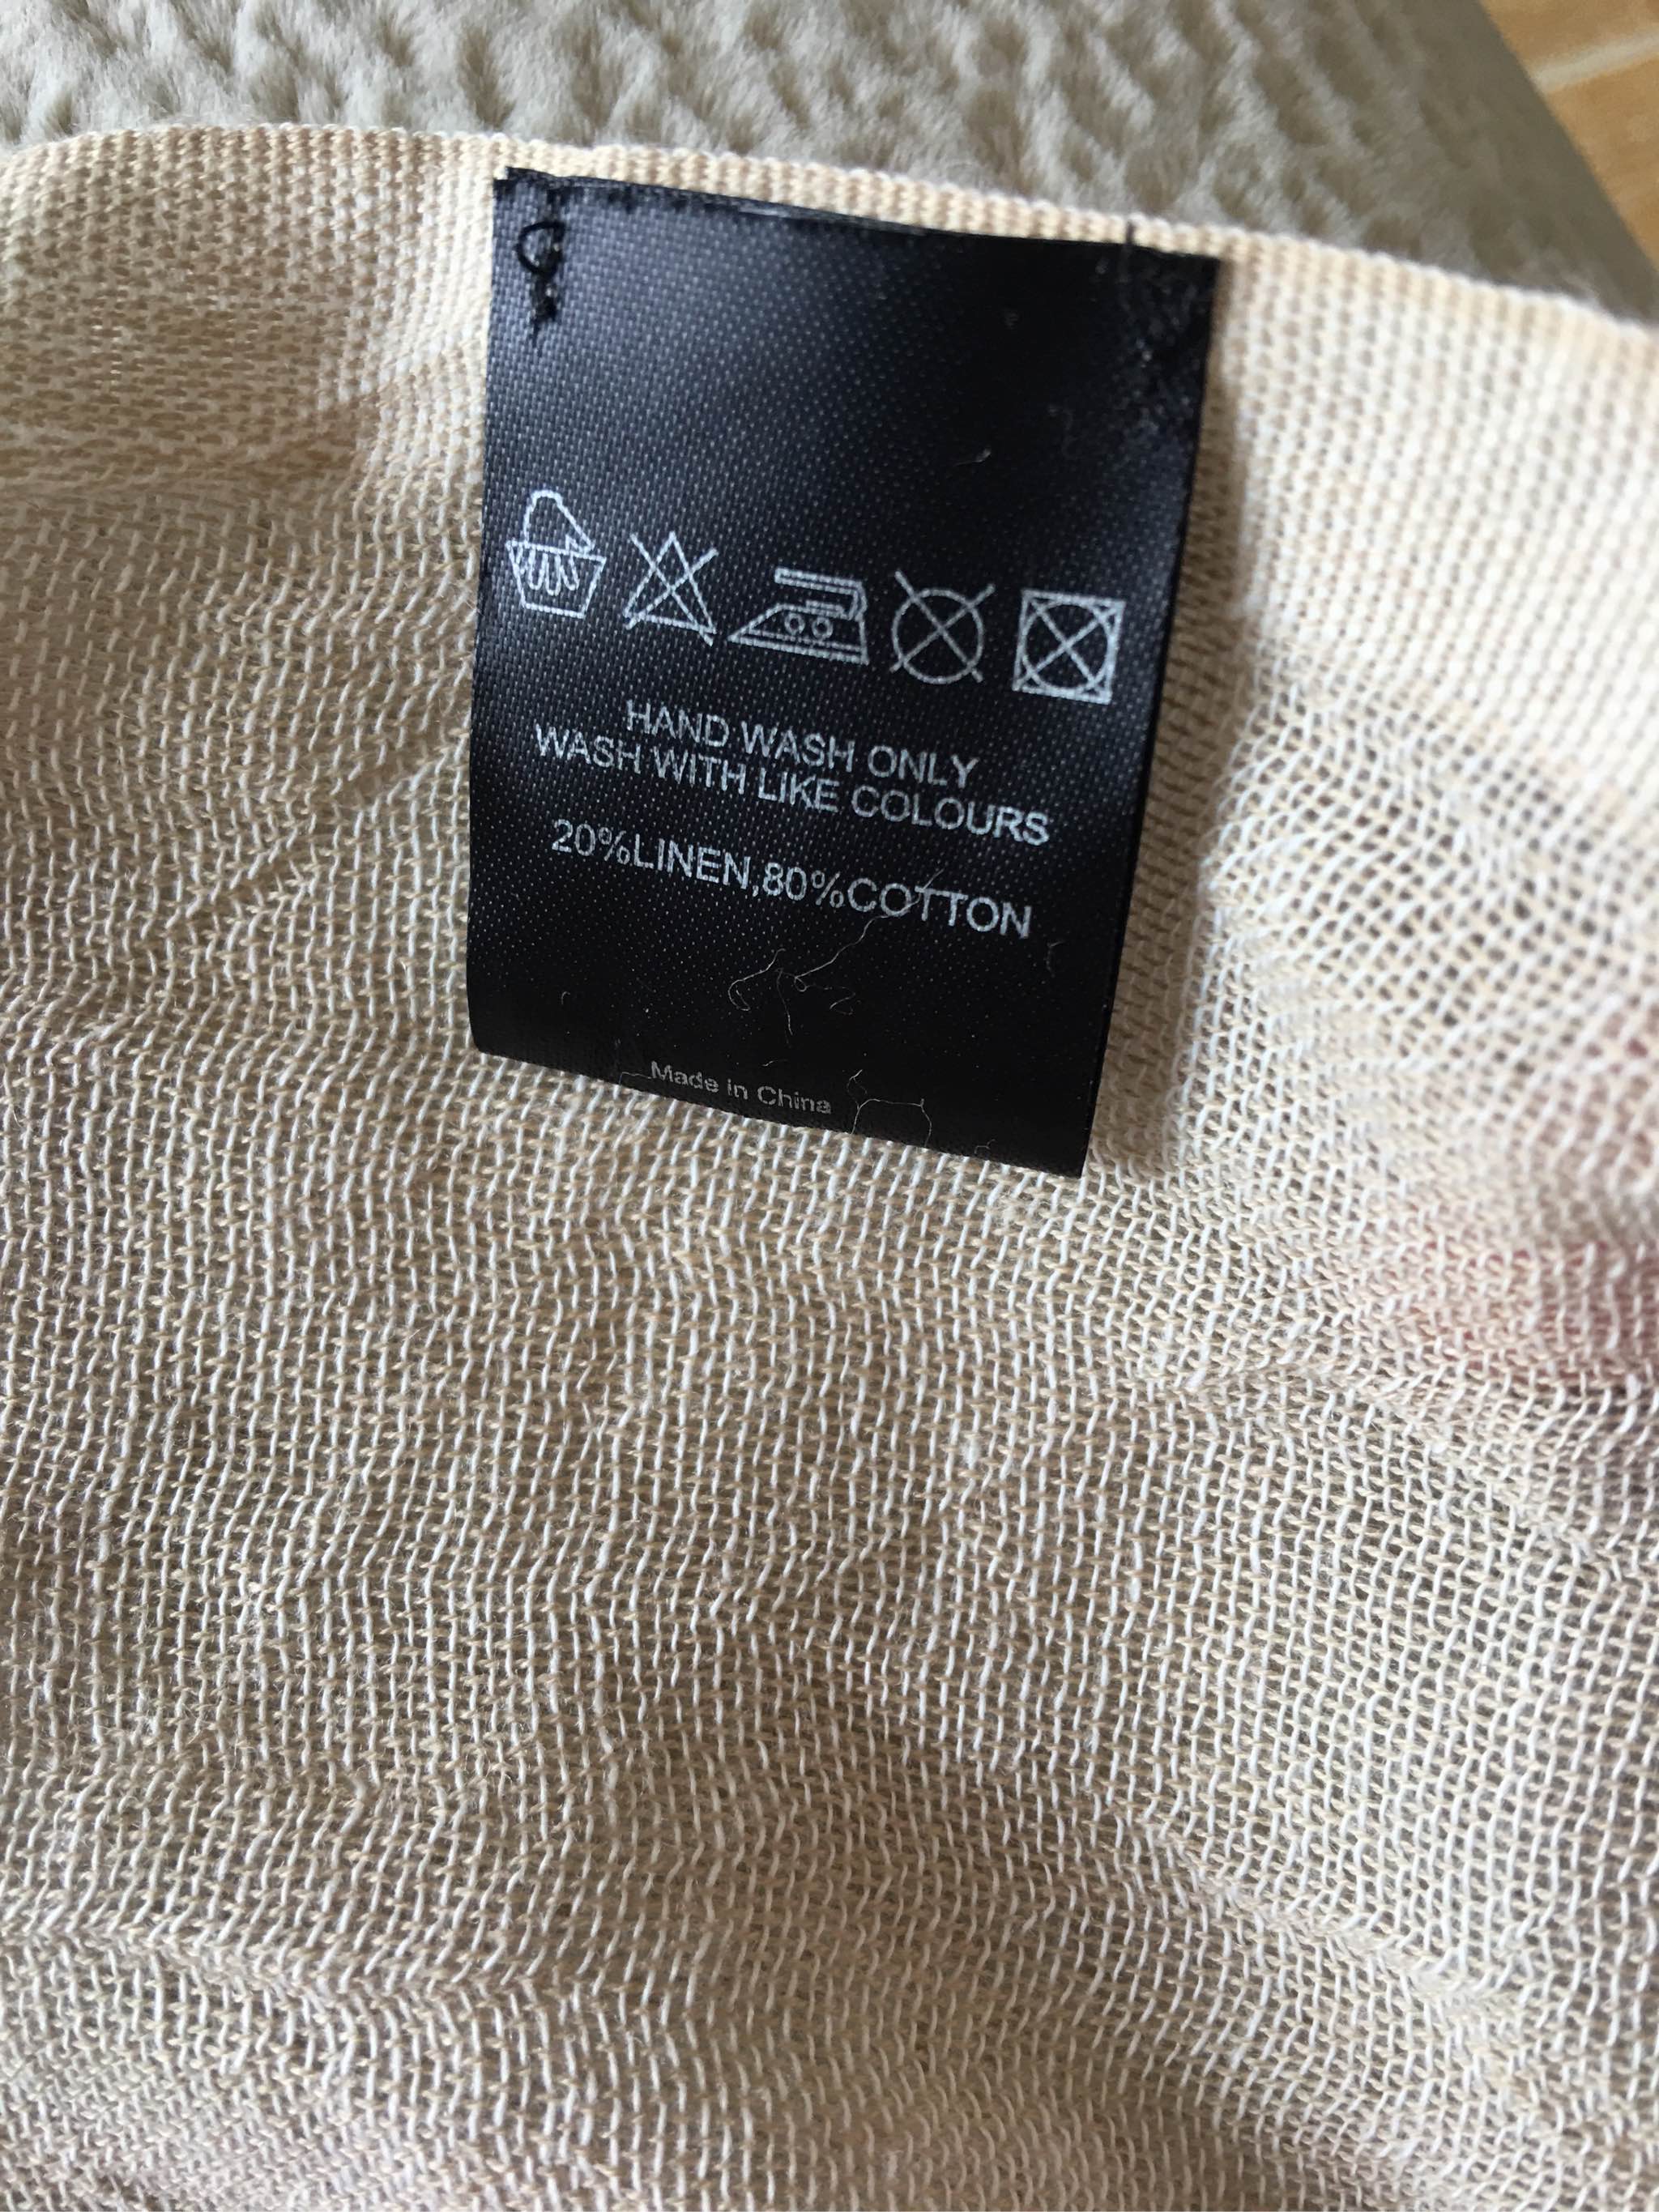 HAND WASH ONLY
WASH WITH LIKE COLOURS
20%LINEN,80%COTTON
Made in China